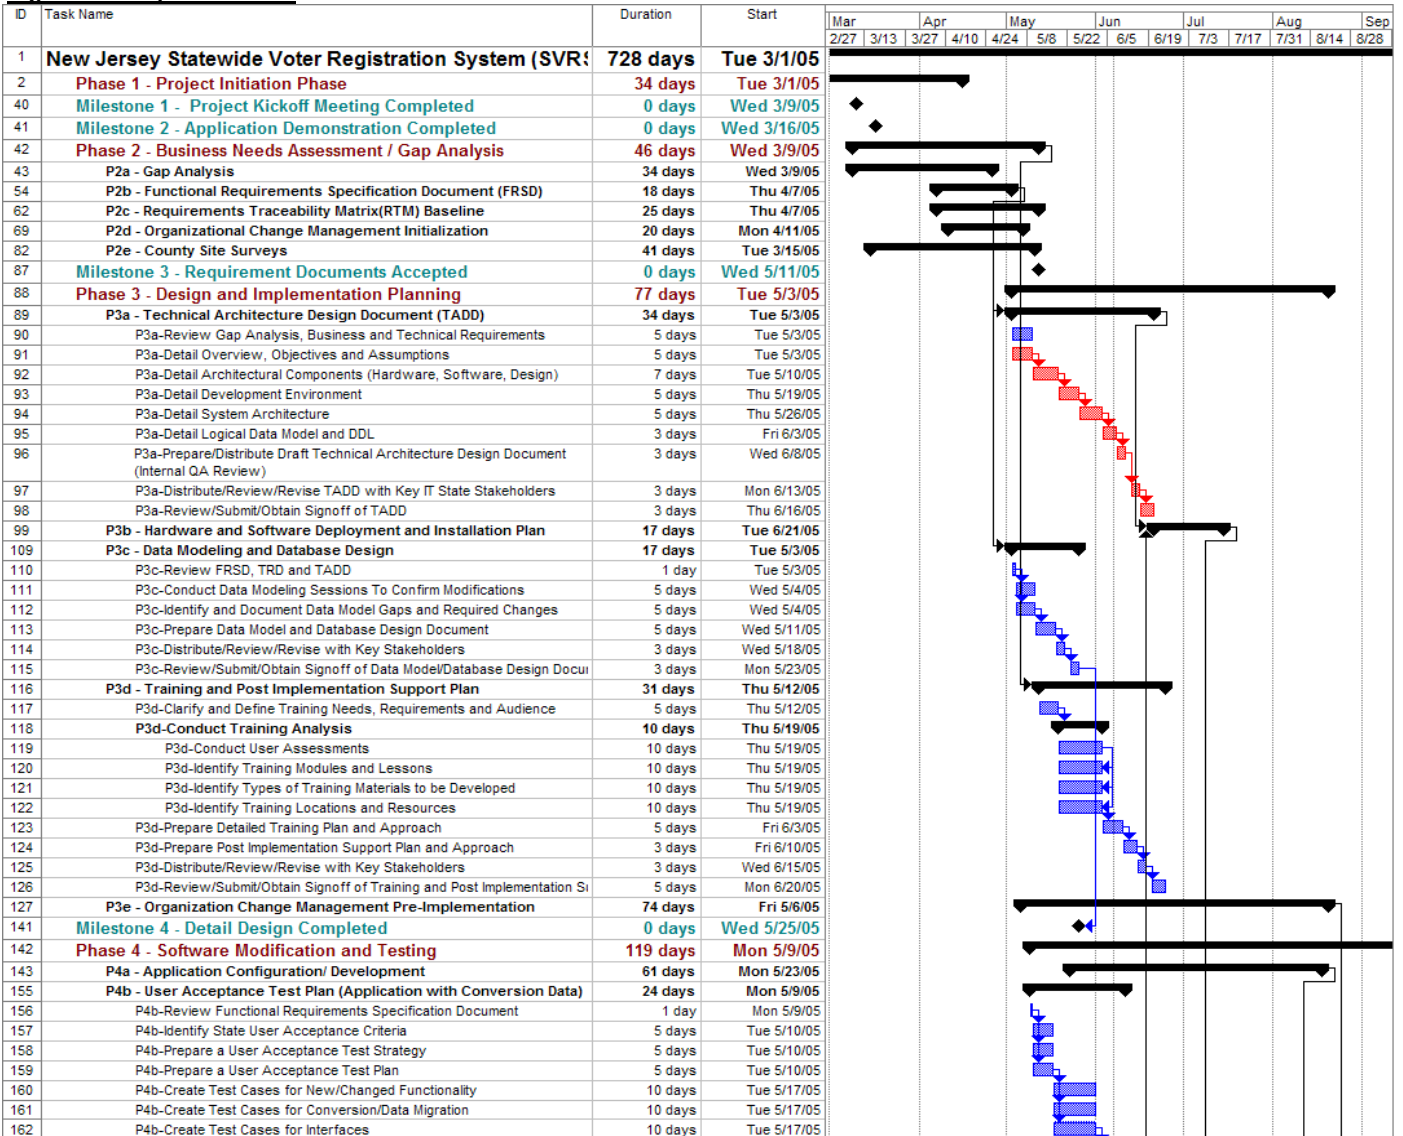 ID Task Name Duration Start
Mar Apr May Jun Jul Aug Sep
2/27 3/13 3/27 4/10 4/24 5/8 5/22 6/5 6/19 7/3 7/17 7/31 8/14 8/28
1 New Jersey Statewide Voter Registration System (SVRS 728 days Tue 3/1/05
2 Phase 1 - Project Initiation Phase 34 days Tue 3/1/05
40 Milestone 1 - Project Kickoff Meeting Completed 0 days Wed 3/9/05
41 Milestone 2 - Application Demonstration Completed 0 days Wed 3/16/05
42 Phase 2 - Business Needs Assessment / Gap Analysis 46 days Wed 3/9/05
43 P2a - Gap Analysis 34 days Wed 3/9/05
54 P2b - Functional Requirements Specification Document (FRSD) 18 days Thu 4/7/05
62 P2c - Requirements Traceability Matrix(RTM) Baseline 25 days Thu 4/7/05
69 P2d - Organizational Change Management Initialization 20 days Mon 4/11/05
82 P2e - County Site Surveys 41 days Tue 3/15/05
87 Milestone 3 - Requirement Documents Accepted 0 days Wed 5/11/05
88 Phase 3 - Design and Implementation Planning 77 days Tue 5/3/05
89 P3a - Technical Architecture Design Document (TADD) 34 days Tue 5/3/05
90 P3a-Review Gap Analysis, Business and Technical Requirements 5 days Tue 5/3/05
91 P3a-Detail Overview, Objectives and Assumptions 5 days Tue 5/3/05
92 P3a-Detail Architectural Components (Hardware, Software, Design) 7 days Tue 5/10/05
93 P3a-Detail Development Environment 5 days Thu 5/19/05
94 P3a-Detail System Architecture 5 days Thu 5/26/05
95 P3a-Detail Logical Data Model and DDL 3 days Fri 6/3/05
96 P3a-Prepare/Distribute Draft Technical Architecture Design Document 3 days Wed 6/8/05
(Internal QA Review)
97 P3a-Distribute/Review/Revise TADD with Key IT State Stakeholders 3 days Mon 6/13/05
98 P3a-Review/Submit/Obtain Signoff of TADD 3 days Thu 6/16/05
99 P3b - Hardware and Software Deployment and Installation Plan 17 days Tue 6/21/05
109 P3c - Data Modeling and Database Design 17 days Tue 5/3/05
110 P3c-Review FRSD, TRD and TADD 1 day Tue 5/3/05
111 P3c-Conduct Data Modeling Sessions To Confirm Modifications 5 days Wed 5/4/05
112 P3c-Identify and Document Data Model Gaps and Required Changes 5 days Wed 5/4/05
113 P3c-Prepare Data Model and Database Design Document 5 days Wed 5/11/05
114 P3c-Distribute/Review/Revise with Key Stakeholders 3 days Wed 5/18/05
115 P3c-Review/Submit/Obtain Signoff of Data Model/Database Design Docu 3 days Mon 5/23/05
116 P3d - Training and Post Implementation Support Plan 31 days Thu 5/12/05
117 P3d-Clarify and Define Training Needs, Requirements and Audience 5 days Thu 5/12/05
118 P3d-Conduct Training Analysis 10 days Thu 5/19/05
119 P3d-Conduct User Assessments 10 days Thu 5/19/05
120 P3d-Identify Training Modules and Lessons 10 days Thu 5/19/05
121 P3d-Identify Types of Training Materials to be Developed 10 days Thu 5/19/05
122 P3d-Identify Training Locations and Resources 10 days Thu 5/19/05
123 P3d-Prepare Detailed Training Plan and Approach 5 days Fri 6/3/05
124 P3d-Prepare Post Implementation Support Plan and Approach 3 days Fri 6/10/05
125 P3d-Distribute/Review/Revise with Key Stakeholders 3 days Wed 6/15/05
126 P3d-Review/Submit/Obtain Signoff of Training and Post Implementation S 5 days Mon 6/20/05
127 P3e - Organization Change Management Pre-Implementation 74 days Fri 5/6/05
141 Milestone 4 - Detail Design Completed 0 days Wed 5/25/05
142 Phase 4 - Software Modification and Testing 119 days Mon 5/9/05
143 P4a - Application Configuration/ Development 61 days Mon 5/23/05
155 P4b - User Acceptance Test Plan (Application with Conversion Data) 24 days Mon 5/9/05
156 P4b-Review Functional Requirements Specification Document 1 day Mon 5/9/05
157 P4b-Identify State User Acceptance Criteria 5 days Tue 5/10/05
158 P4b-Prepare a User Acceptance Test Strategy 5 days Tue 5/10/05
159 P4b-Prepare a User Acceptance Test Plan 5 days Tue 5/10/05
160 P4b-Create Test Cases for New/Changed Functionality 10 days Tue 5/17/05
161 P4b-Create Test Cases for Conversion/Data Migration 10 days Tue 5/17/05
162 P4b-Create Test Cases for Interfaces 10 days Tue 5/17/05